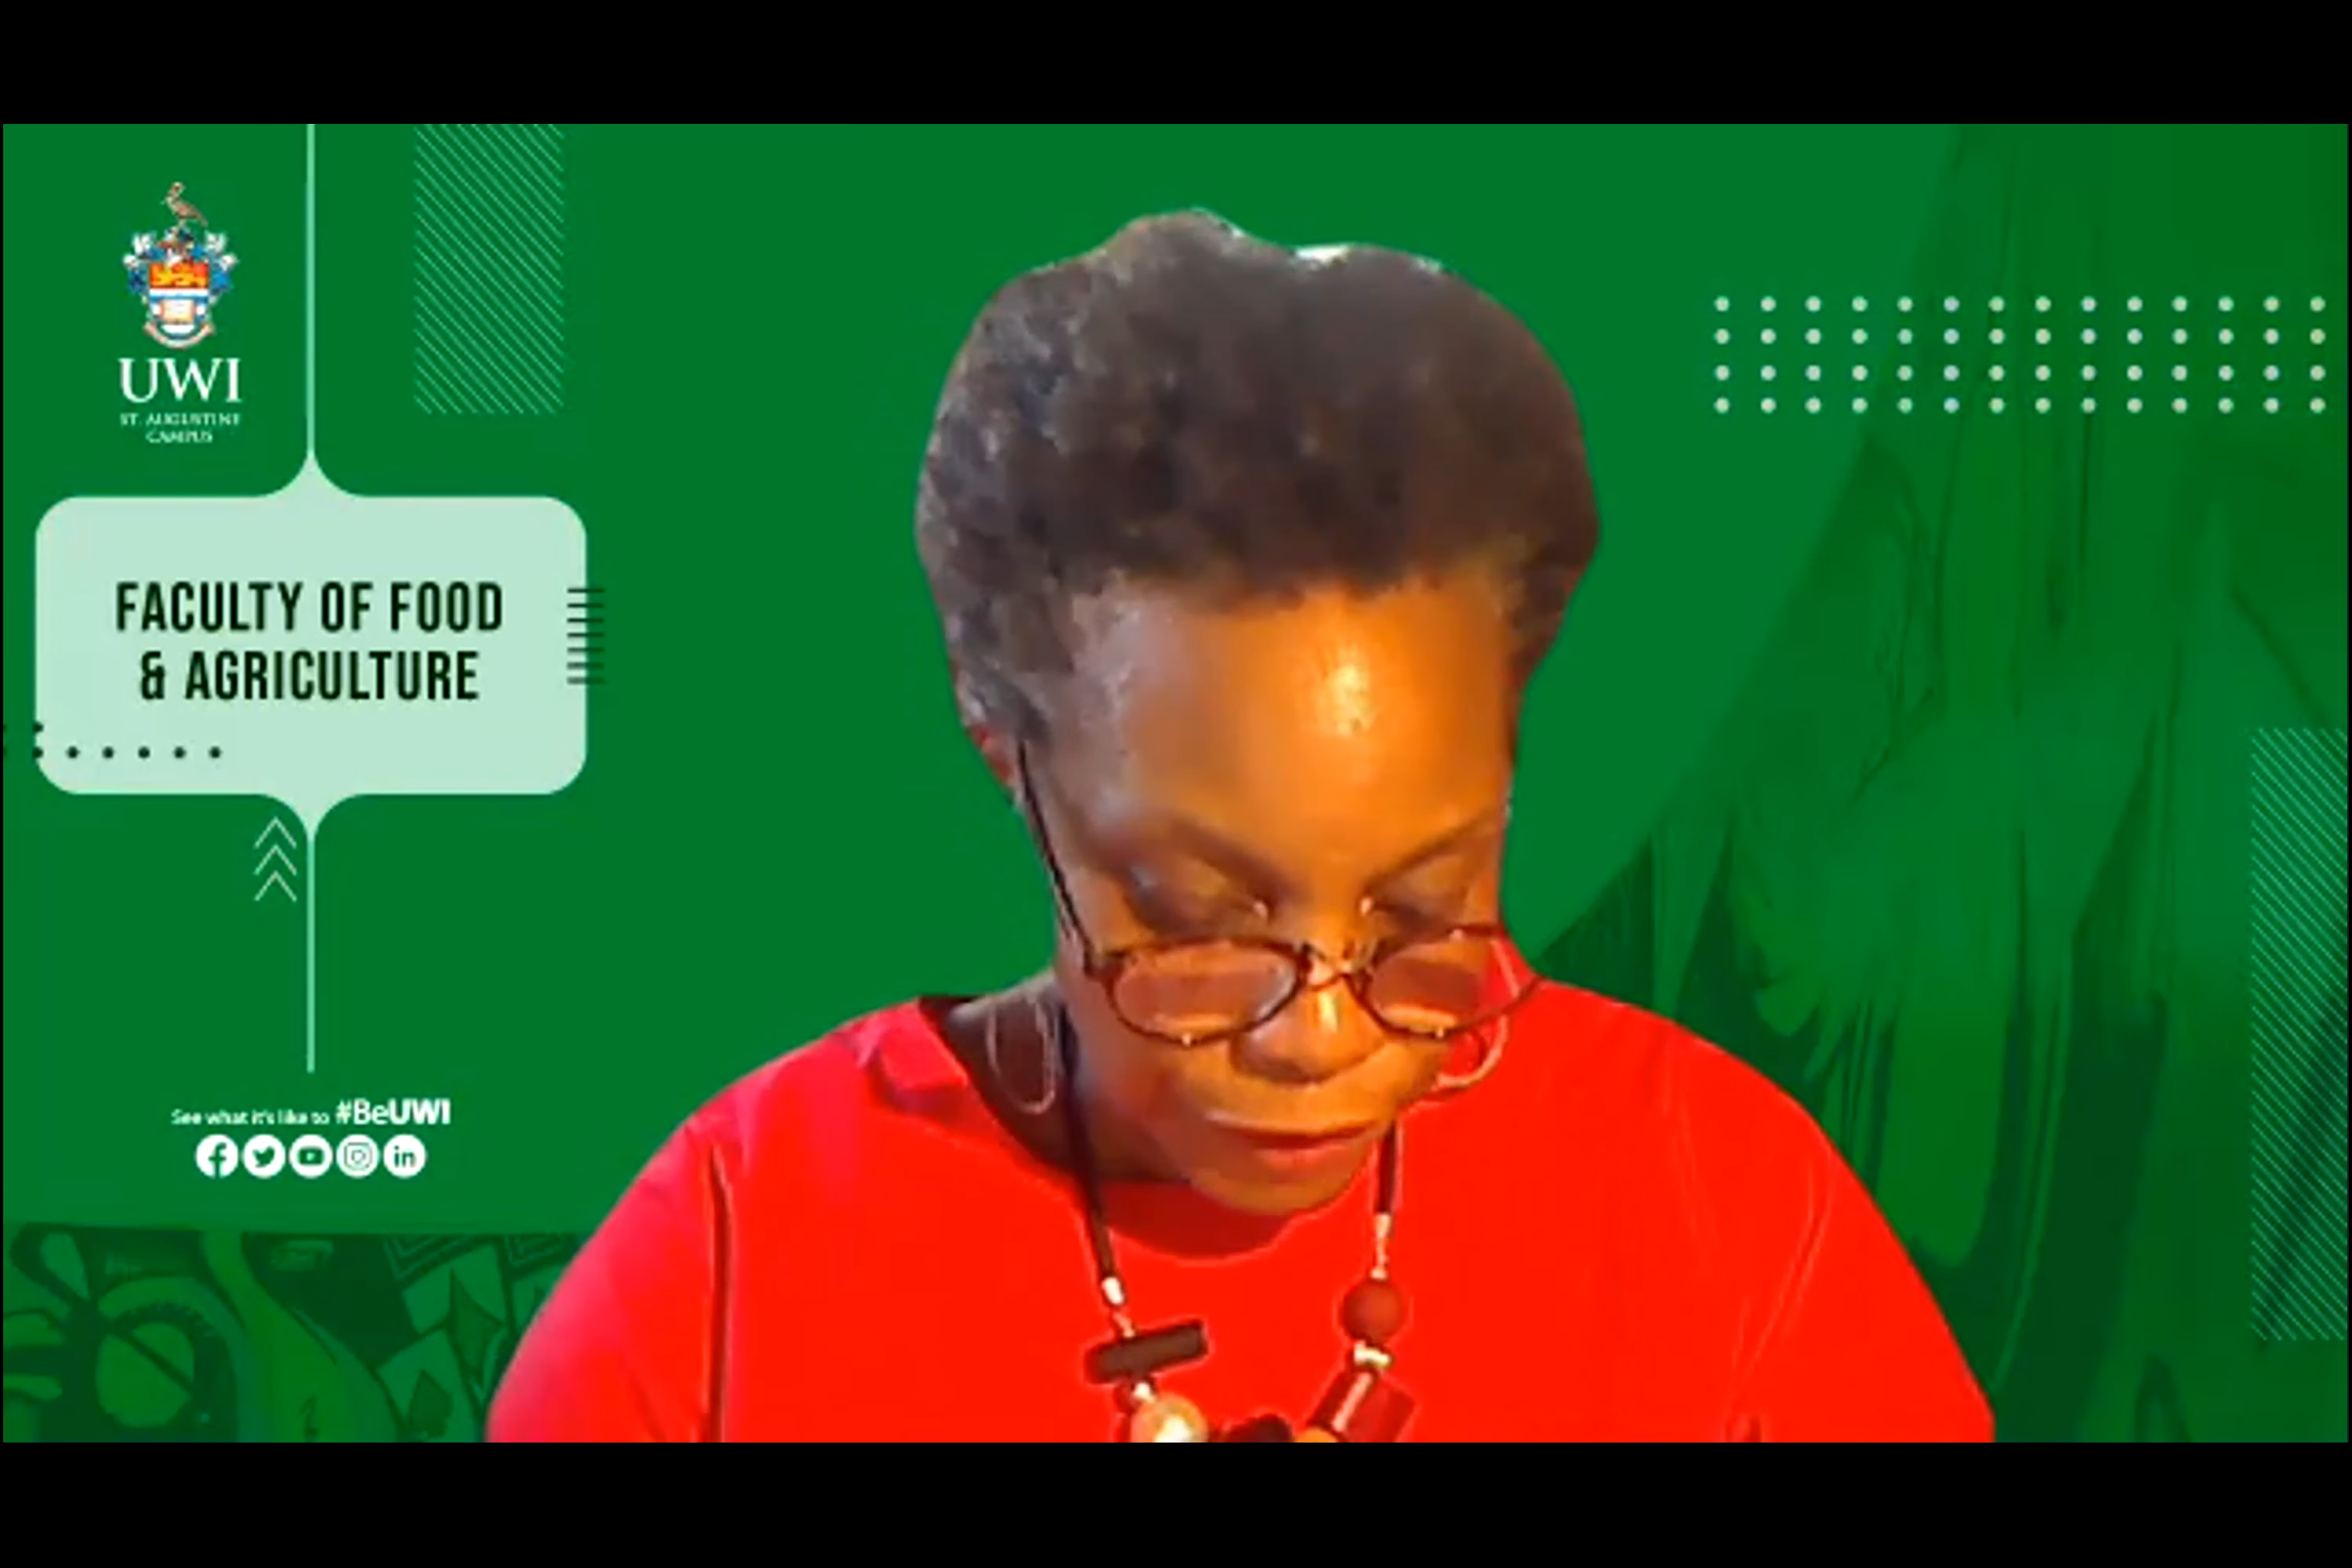 UWI
ST. AUGUSTINE
CAMPUS
FACULTY OF FOOD
& AGRICULTURE
See what it's like to #BeUWI